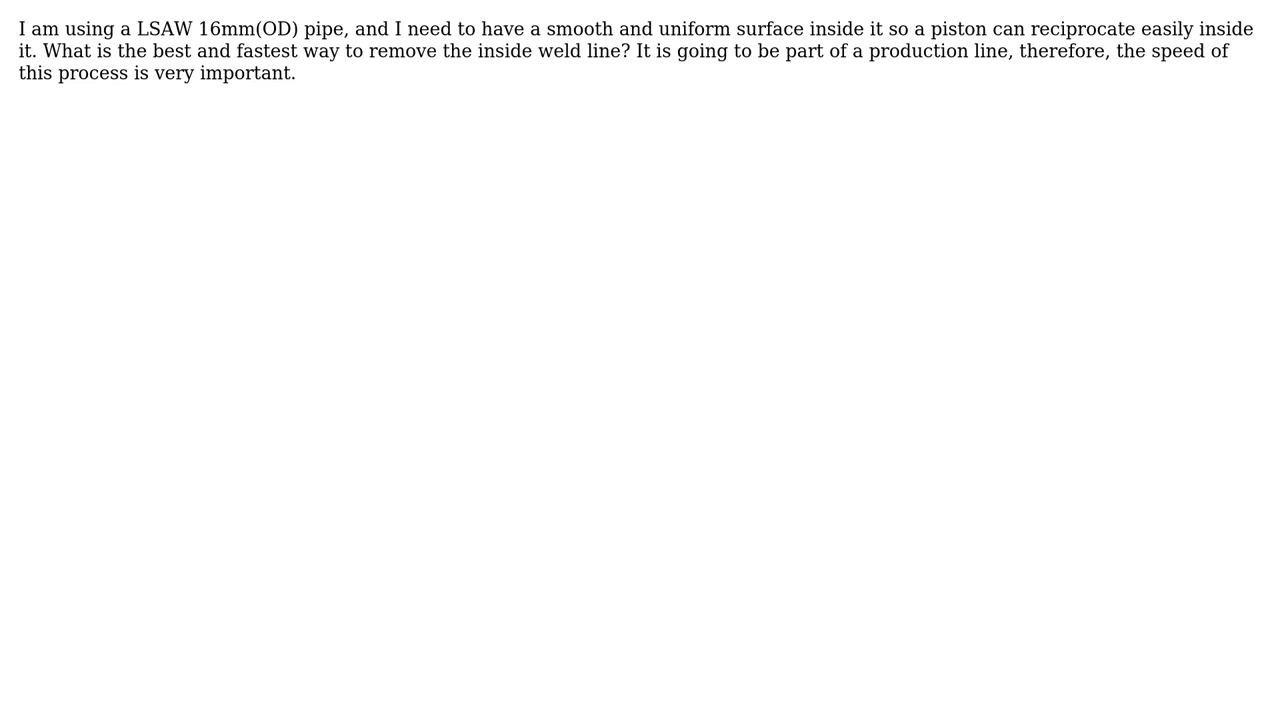 I am using a LSAW 16mm(OD) pipe, and I need to have a smooth and uniform surface inside it so a piston can reciprocate easily inside
it. What is the best and fastest way to remove the inside weld line? It is going to be part of a production line, therefore, the speed of
this process is very important.